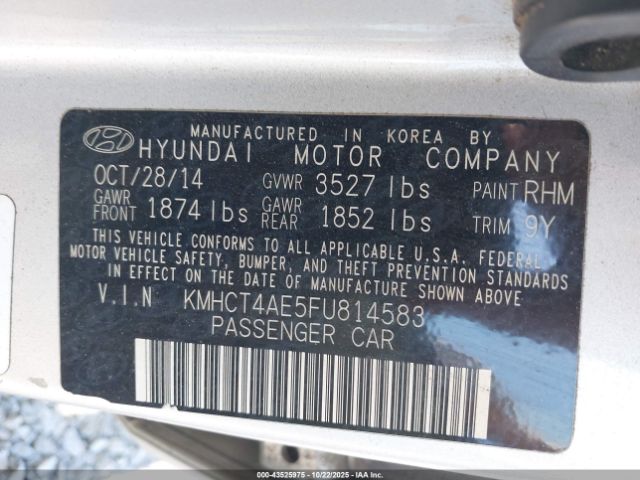 MANUFACTURED IN KOREA BY
HYUNDAI MOTOR COMPANY
OCT/28/14 GVWR 3527 lbs PAINT RHM
GAWR FRONT 1874 lbs GAWR REAR 1852 lbs TRIM 9Y
THIS VEHICLE CONFORMS TO ALL APPLICABLE U.S.A. FEDERAL
MOTOR VEHICLE SAFETY, BUMPER, AND THEFT PREVENTION STANDARDS
IN EFFECT ON THE DATE OF MANUFACTURE SHOWN ABOVE.
V.I.N KMHCT4AE5FU814583
PASSENGER CAR
000-43525975 - 10/22/2025 - IAAI.COM